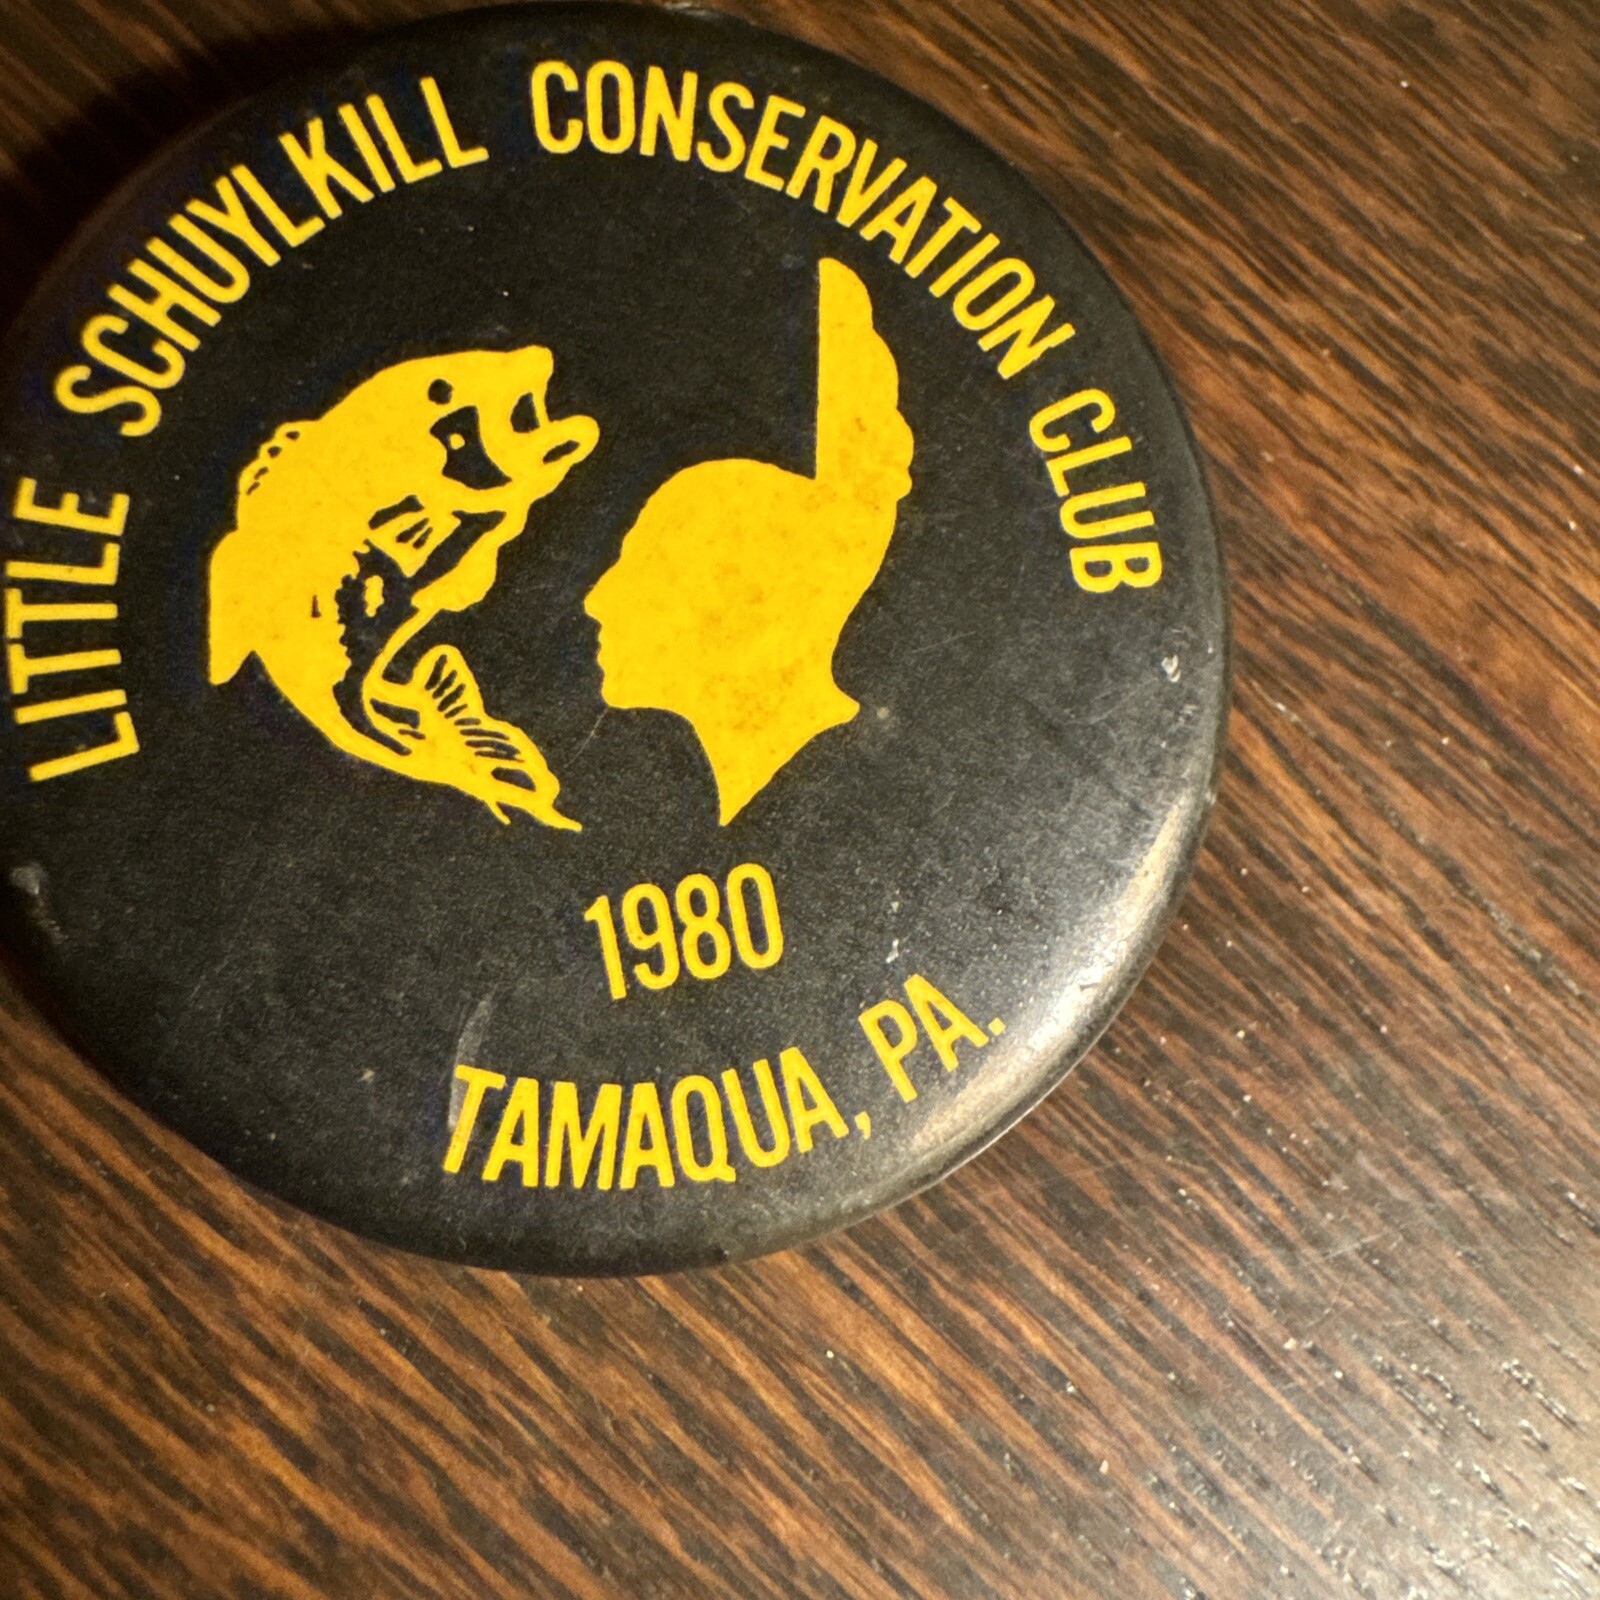 LITTLE SCHUYLKILL CONSERVATION CLUB
1980
TAMAQUA, PA.